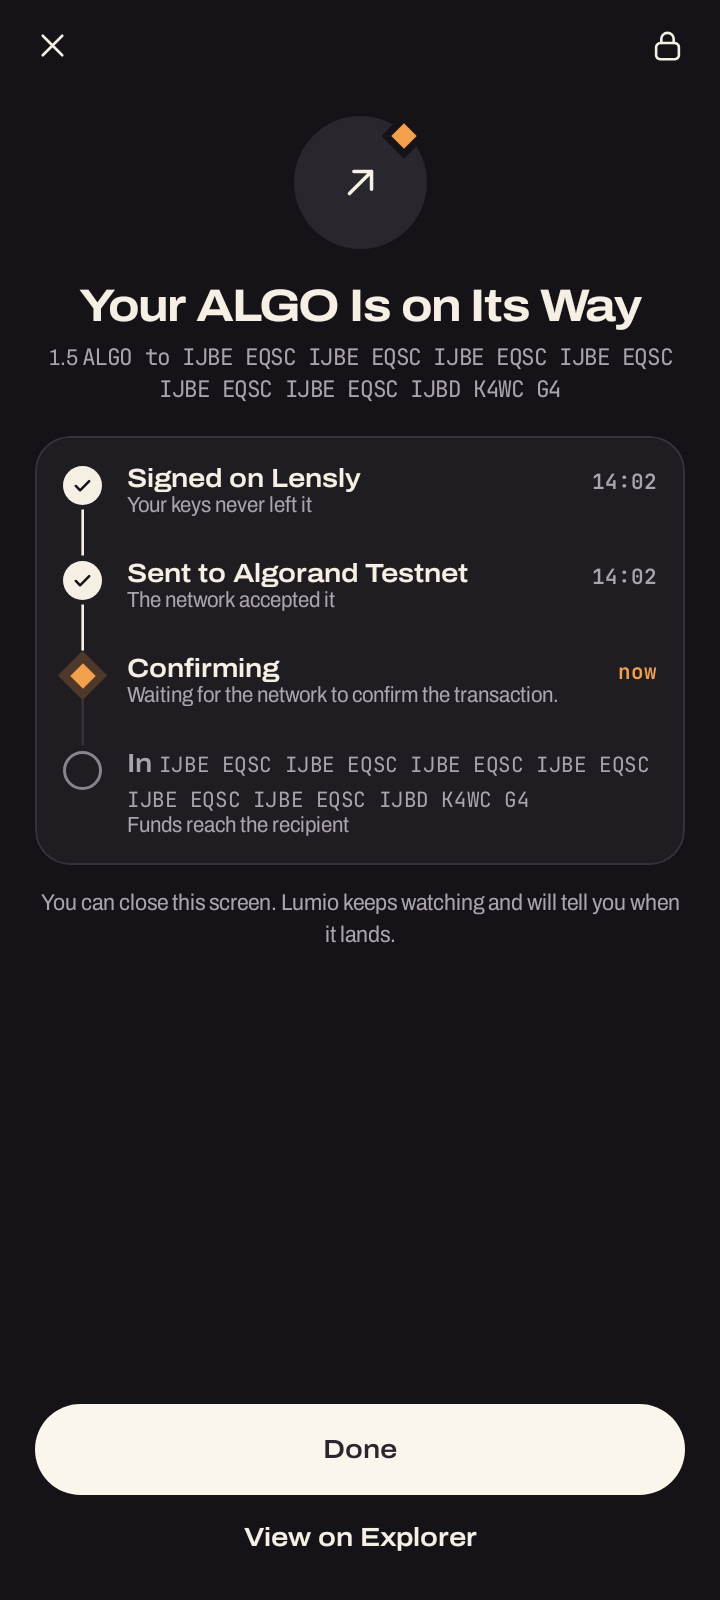 Your ALGO Is on Its Way
1.5 ALGO to IJBE EQSC IJBE EQSC IJBE EQSC IJBE EQSC
IJBE EQSC IJBE EQSC IJBD K4WC G4
Signed on Lensly 14:02
Your keys never left it
Sent to Algorand Testnet 14:02
The network accepted it
Confirming now
Waiting for the network to confirm the transaction.
In IJBE EQSC IJBE EQSC IJBE EQSC IJBE EQSC
IJBE EQSC IJBE EQSC IJBD K4WC G4
Funds reach the recipient
You can close this screen. Lumio keeps watching and will tell you when
it lands.
Done
View on Explorer